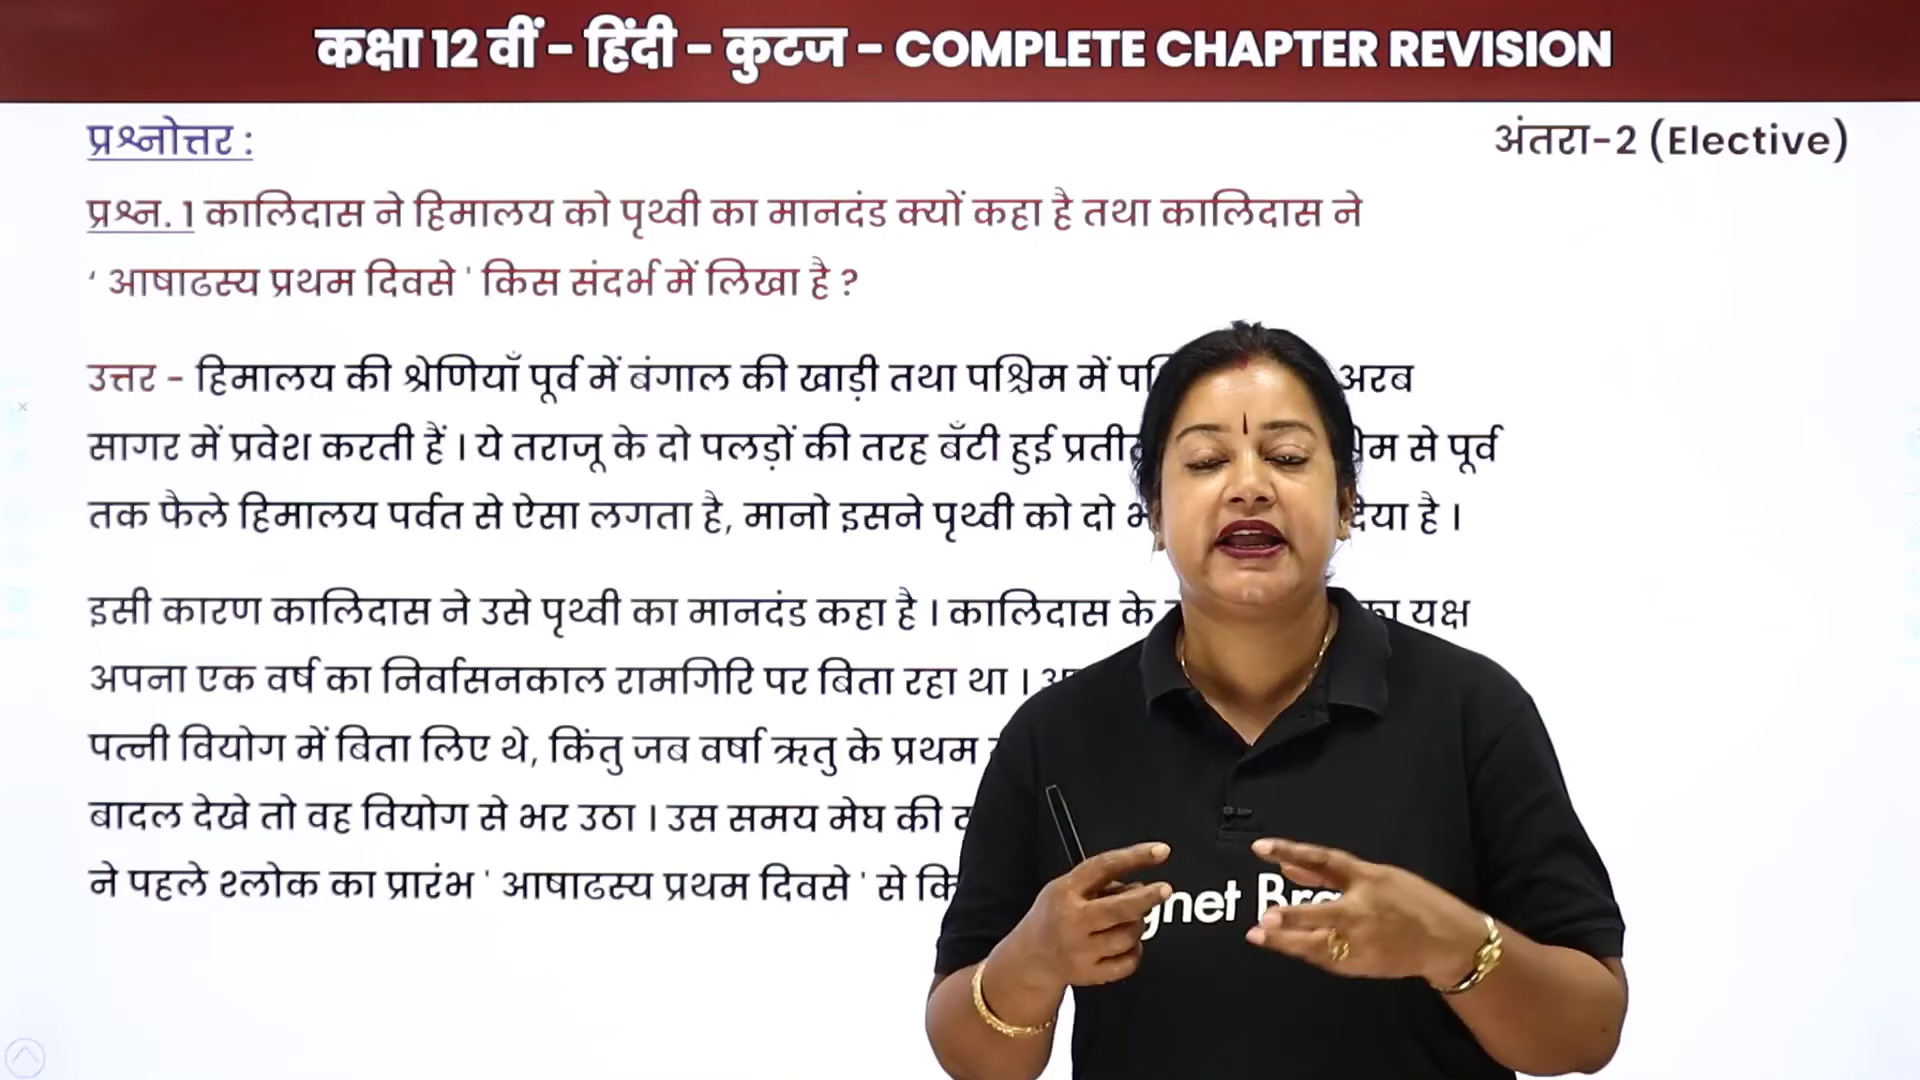 कक्षा 12 वीं - हिंदी - कुटज - COMPLETE CHAPTER REVISION
प्रश्नोत्तर :
अंतरा-2 (Elective)
प्रश्न. 1 कालिदास ने हिमालय को पृथ्वी का मानदंड क्यों कहा है तथा कालिदास ने
‘ आषाढस्य प्रथम दिवसे ' किस संदर्भ में लिखा है ?
उत्तर - हिमालय की श्रेणियाँ पूर्व में बंगाल की खाड़ी तथा पश्चिम में अरब
सागर में प्रवेश करती हैं । ये तराजू के दो पलड़ों की तरह बँटी हुई से पूर्व
तक फैले हिमालय पर्वत से ऐसा लगता है, मानो इसने पृथ्वी को दो है ।
इसी कारण कालिदास ने उसे पृथ्वी का मानदंड कहा है । कालिदास के यक्ष
अपना एक वर्ष का निर्वासनकाल रामगिरि पर बिता रहा था ।
पत्नी वियोग में बिता लिए थे, किंतु जब वर्षा ऋतु के प्रथम
बादल देखे तो वह वियोग से भर उठा । उस समय मेघ की
ने पहले श्लोक का प्रारंभ ' आषाढस्य प्रथम दिवसे ' से
gnet Bra